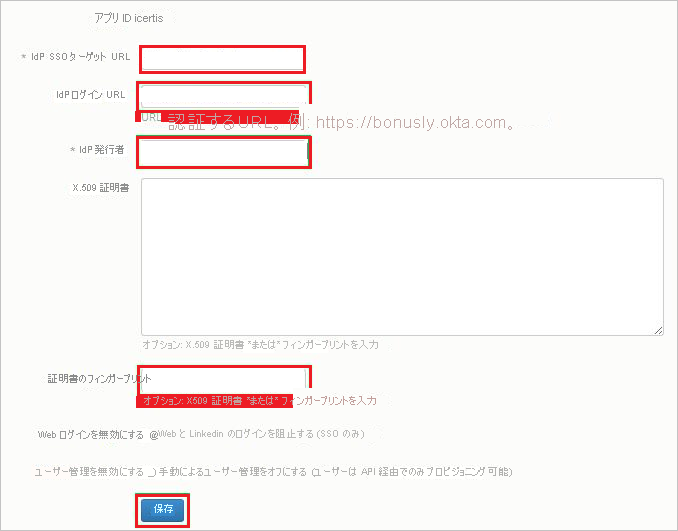 アプリ ID icertis
* IdP SSOターゲット URL
IdPログイン URL
URL 認証するURL。例: https://bonusly.okta.com。
* IdP 発行者
X.509 証明書
オプション: X.509 証明書 *または* フィンガープリントを入力
証明書のフィンガープリント
オプション: X509 証明書 *または* フィンガープリントを入力
Web ログインを無効にする @Web と Linkedin のログインを阻止する (SSO のみ)
ユーザー管理を無効にする _) 手動によるユーザー管理をオフにする (ユーザーは API 経由でのみプロビジョニング可能)
保存